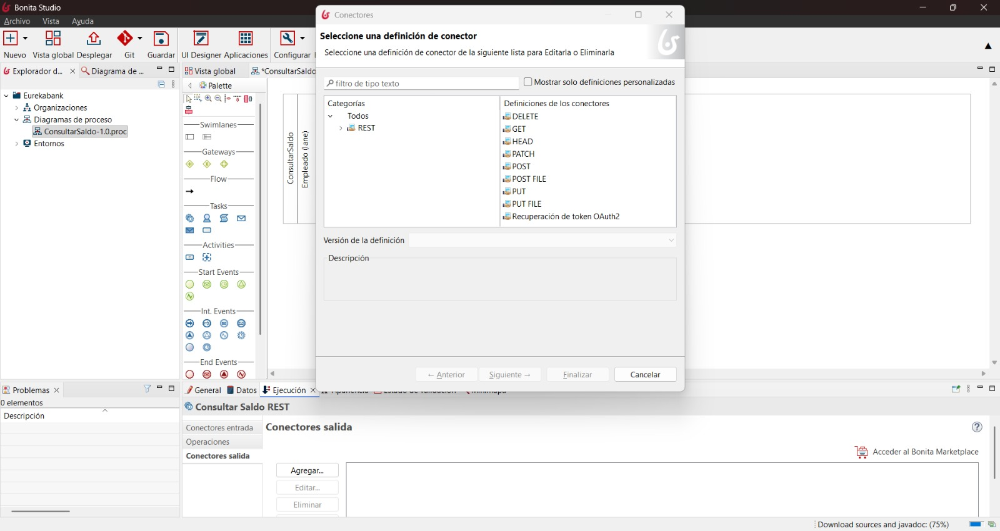 Bonita Studio
Archivo Vista Ayuda
Nuevo Vista global Desplegar Git Guardar UI Designer Aplicaciones Configurar
Explorador d... Diagrama de ...
Eurekabank
Organizaciones
Diagramas de proceso
ConsultarSaldo-1.0.proc
Entornos
Vista global *ConsultarSaldo
Palette
Swimlanes
Gateways
Flow
Tasks
Activities
Start Events
Int. Events
End Events
ConsultarSaldo
Empleado (lane)
Conectores
Seleccione una definición de conector
Seleccione una definición de conector de la siguiente lista para Editarla o Eliminarla
filtro de tipo texto
Mostrar solo definiciones personalizadas
Categorías
Todos
REST
Definiciones de los conectores
DELETE
GET
HEAD
PATCH
POST
POST FILE
PUT
PUT FILE
Recuperación de token OAuth2
Versión de la definición
Descripción
← Anterior Siguiente → Finalizar Cancelar
Problemas
0 elementos
Descripción
General Datos Ejecución Apariencia Estado de validación Minimapa
Consultar Saldo REST
Conectores entrada
Operaciones
Conectores salida
Conectores salida
Acceder al Bonita Marketplace
Agregar...
Editar...
Eliminar
Download sources and javadoc: (75%)